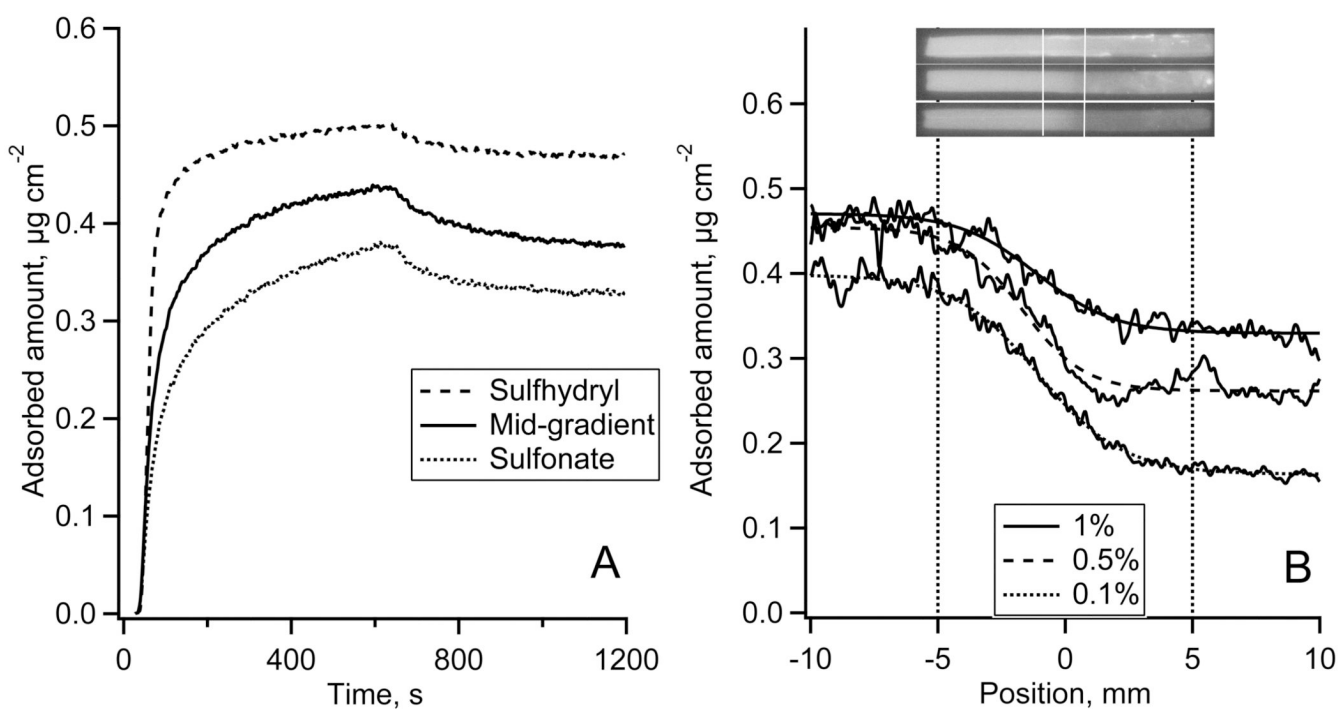 0.6
0.5
0.4
0.3
0.2
0.1
0.0
Adsorbed amount, µg cm-2
0
400
800
1200
Time, s
Sulfhydryl
Mid-gradient
Sulfonate
A
0.6
0.5
0.4
0.3
0.2
0.1
0.0
Adsorbed amount, µg cm-2
-10
-5
0
5
10
Position, mm
1%
0.5%
0.1%
B